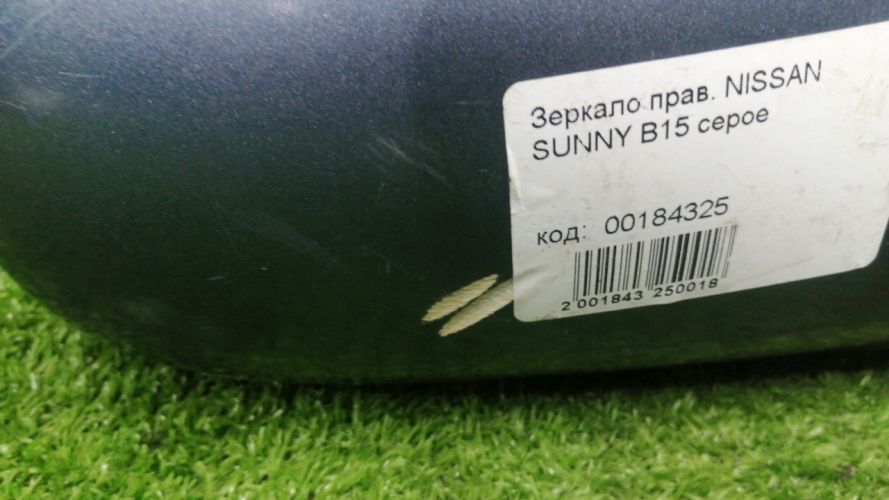 Зеркало прав. NISSAN
SUNNY B15 серое
код: 00184325
2 001843 250018